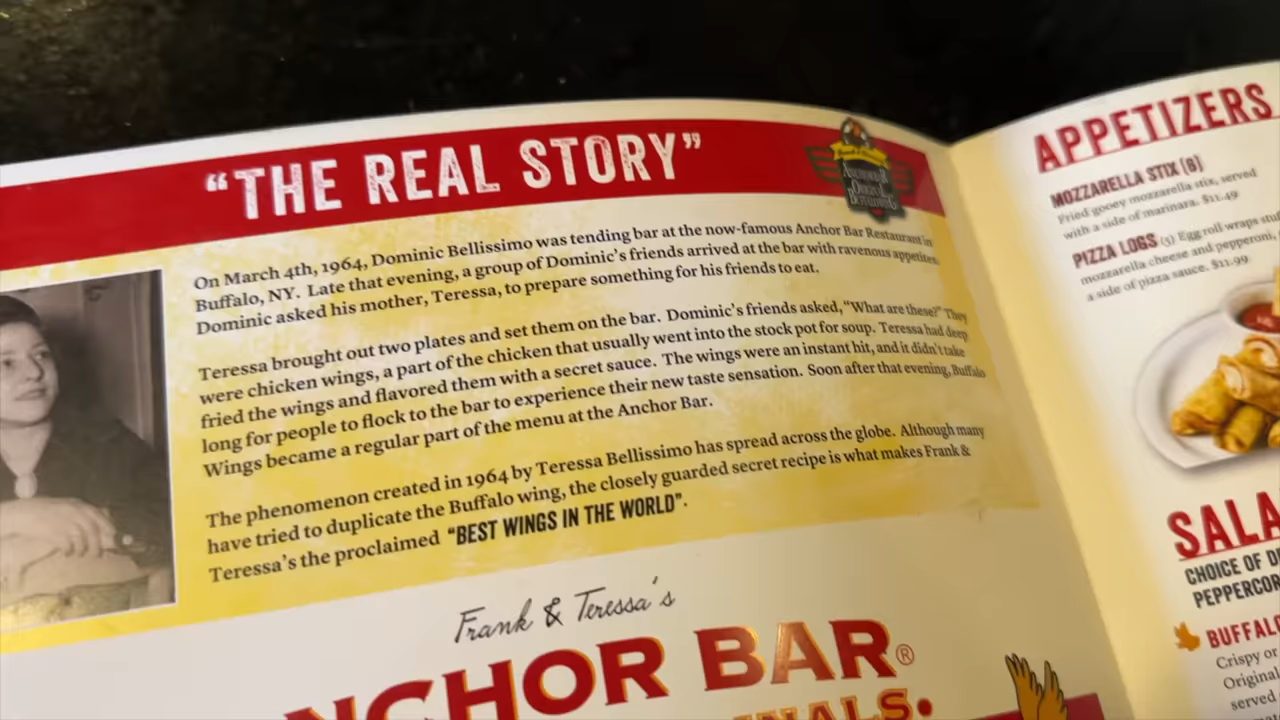 “THE REAL STORY”
On March 4th, 1964, Dominic Bellissimo was tending bar at the now-famous Anchor Bar Restaurant in
Buffalo, NY. Late that evening, a group of Dominic’s friends arrived at the bar with ravenous appetites.
Dominic asked his mother, Teressa, to prepare something for his friends to eat.
Teressa brought out two plates and set them on the bar. Dominic’s friends asked, “What are these?” They
were chicken wings, a part of the chicken that usually went into the stock pot for soup. Teressa had deep
fried the wings and flavored them with a secret sauce. The wings were an instant hit, and it didn’t take
long for people to flock to the bar to experience their new taste sensation. Soon after that evening, Buffalo
Wings became a regular part of the menu at the Anchor Bar.
The phenomenon created in 1964 by Teressa Bellissimo has spread across the globe. Although many
have tried to duplicate the Buffalo wing, the closely guarded secret recipe is what makes Frank &
Teressa’s the proclaimed “BEST WINGS IN THE WORLD”.
Frank & Teressa’s
NCHOR BAR®
NALS.
APPETIZERS
MOZZARELLA STIX (8)
Fried gooey mozzarella stix, served
with a side of marinara. $11.49
PIZZA LOGS (3) Egg roll wraps stu
mozzarella cheese and pepperoni,
a side of pizza sauce. $11.99
SALA
CHOICE OF D
PEPPERCOR
BUFFALO
Crispy or
Original
served